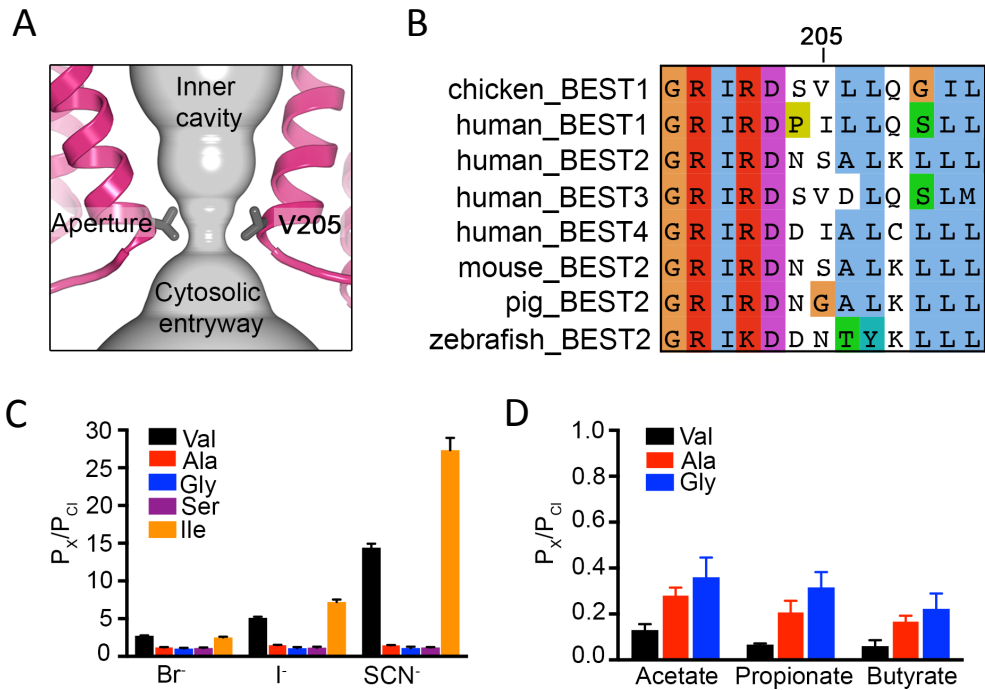 A
Inner
cavity
Aperture
V205
Cytosolic
entryway
B
205
chicken_BEST1 G R I R D S V L L Q G I L
human_BEST1 G R I R D P I L L Q S L L
human_BEST2 G R I R D N S A L K L L L
human_BEST3 G R I R D S V D L Q S L M
human_BEST4 G R I R D D I A L C L L L
mouse_BEST2 G R I R D N S A L K L L L
pig_BEST2 G R I R D N G A L K L L L
zebrafish_BEST2 G R I K D D N T Y K L L L
C
30
25
20
15
10
5
0
Px/PCl
Val
Ala
Gly
Ser
Ile
Br-
I-
SCN-
D
1.0
0.8
0.6
0.4
0.2
0.0
Px/PCl
Val
Ala
Gly
Acetate
Propionate
Butyrate